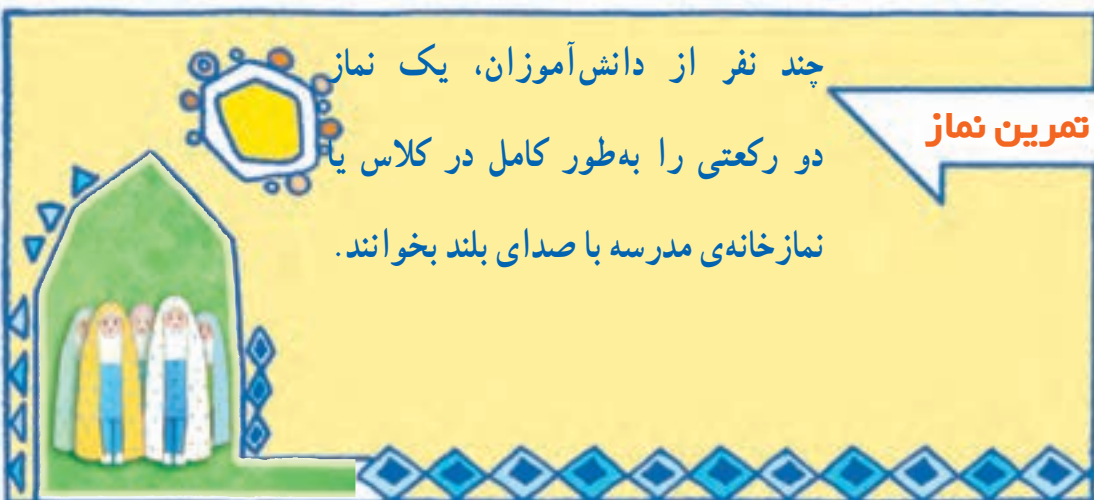 تمرین نماز
چند نفر از دانش‌آموزان، یک نماز
دو رکعتی را به‌طور کامل در کلاس یا
نمازخانه‌ی مدرسه با صدای بلند بخوانند.